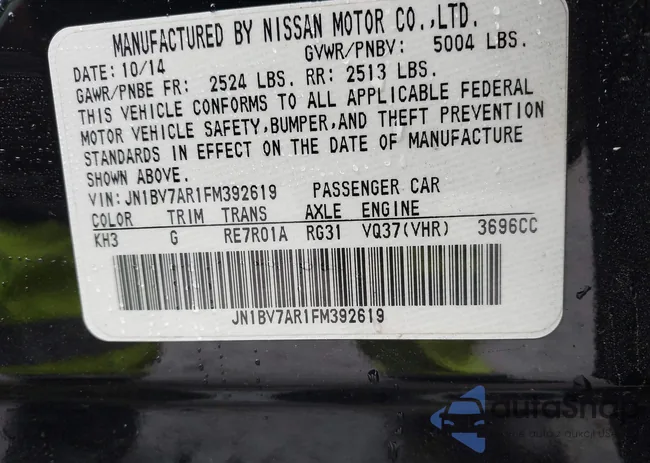 MANUFACTURED BY NISSAN MOTOR CO.,LTD.
DATE: 10/14 GVWR/PNBV: 5004 LBS.
GAWR/PNBE FR: 2524 LBS. RR: 2513 LBS.
THIS VEHICLE CONFORMS TO ALL APPLICABLE FEDERAL
MOTOR VEHICLE SAFETY,BUMPER,AND THEFT PREVENTION
STANDARDS IN EFFECT ON THE DATE OF MANUFACTURE
SHOWN ABOVE.
VIN: JN1BV7AR1FM392619 PASSENGER CAR
COLOR TRIM TRANS AXLE ENGINE
KH3 G RE7R01A RG31 VQ37(VHR) 3696CC
JN1BV7AR1FM392619
autoShop